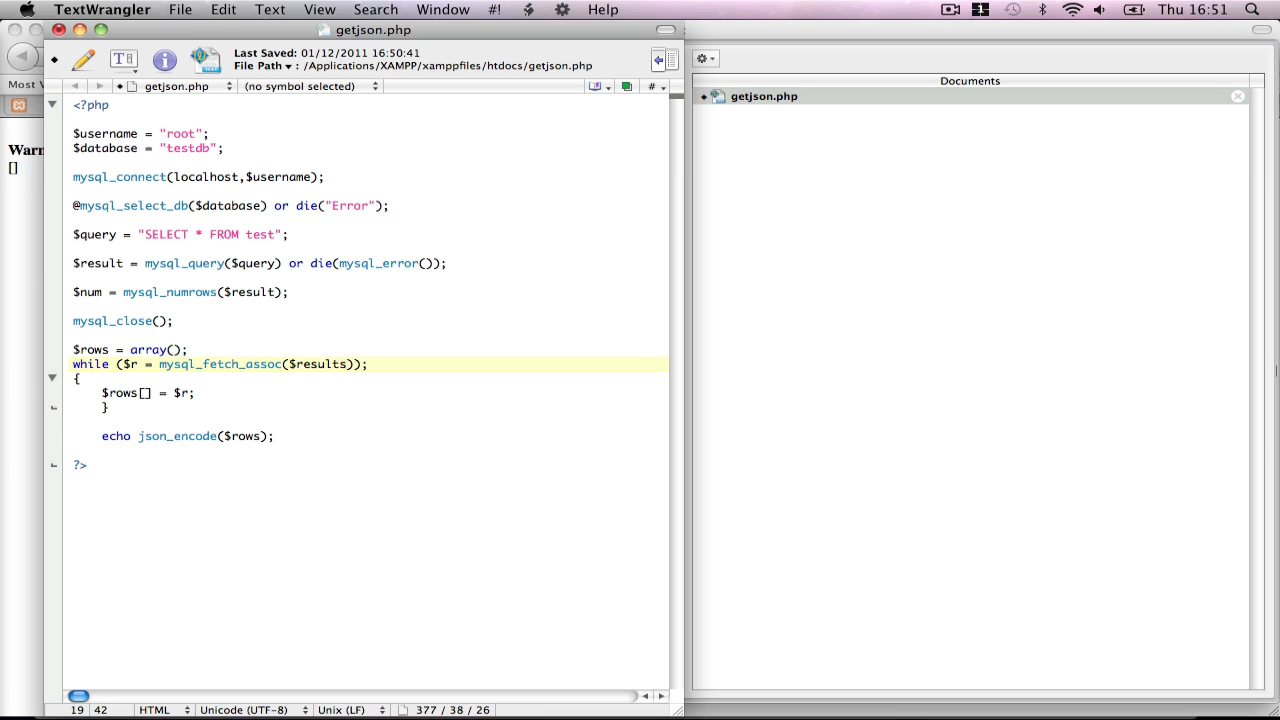 TextWrangler File Edit Text View Search Window #! Help 1 Thu 16:51
getjson.php
Last Saved: 01/12/2011 16:50:41
File Path ▾ : /Applications/XAMPP/xamppfiles/htdocs/getjson.php
Most V
getjson.php (no symbol selected) #
Documents
getjson.php
<?php
$username = "root";
$database = "testdb";
Warn
[]
mysql_connect(localhost,$username);
@mysql_select_db($database) or die("Error");
$query = "SELECT * FROM test";
$result = mysql_query($query) or die(mysql_error());
$num = mysql_numrows($result);
mysql_close();
$rows = array();
while ($r = mysql_fetch_assoc($results));
{
$rows[] = $r;
}
echo json_encode($rows);
?>
19 42 HTML Unicode (UTF-8) Unix (LF) 377 / 38 / 26